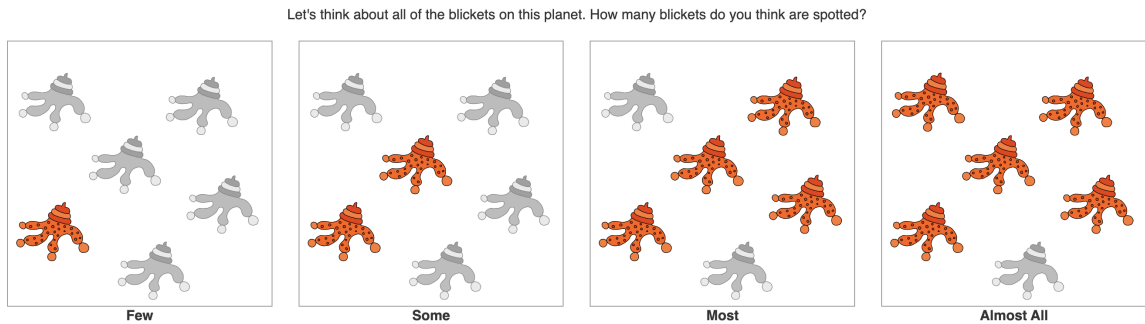 Let's think about all of the blickets on this planet. How many blickets do you think are spotted?
Few
Some
Most
Almost All